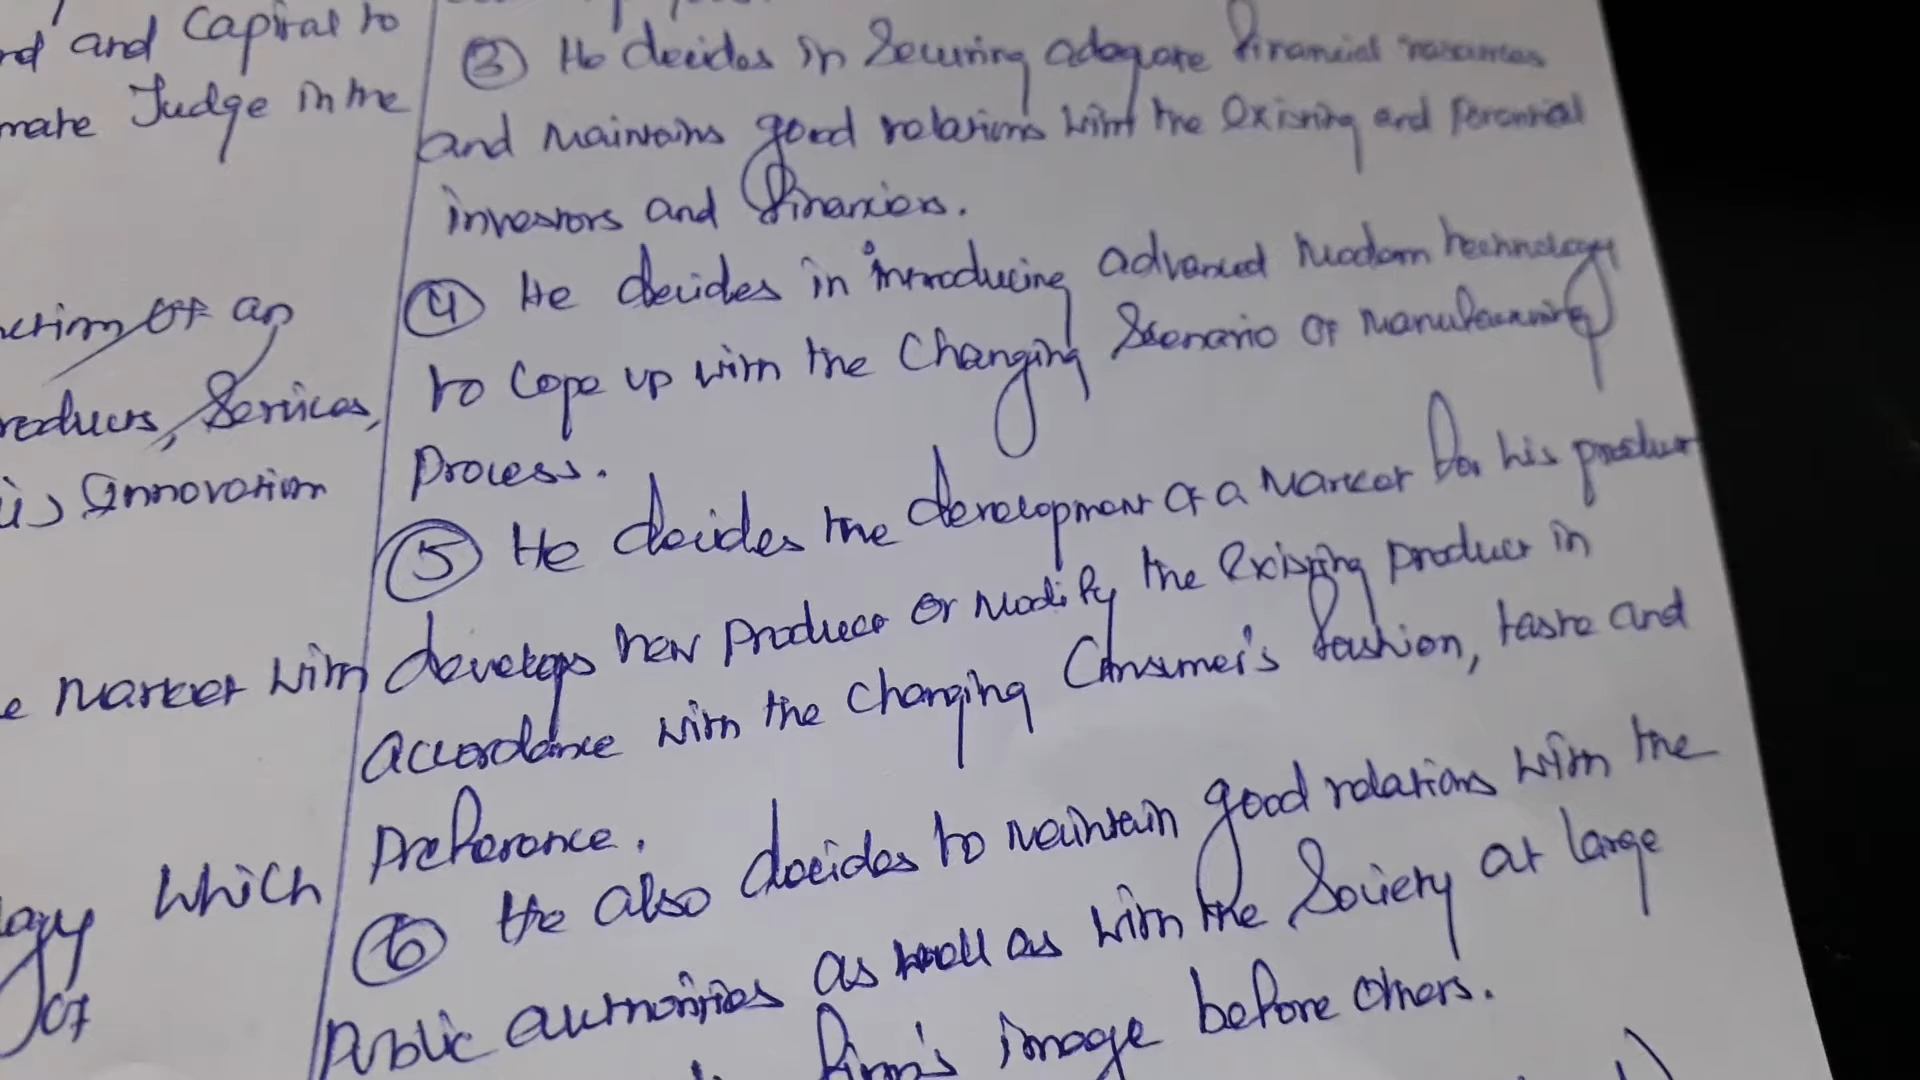 and Capital to
Judge in the
an
Services,
Innovation
e Market with
which
of
③ He decides in Securing adequate financial resources
and Maintains good relations with the existing and Potential
investors and financiers.
④ He decides in introducing advanced Modern technology
to Cope up with the Changing Scenario of Manufacturing
Process.
⑤ He decides the development of a Market for his product
develops new Product or Modify the existing product in
accordance with the changing Consumer's fashion, taste and
Preference.
⑥ He also decides to maintain good relations with the
Public authorities as well as with the Society at large
firm's image before others.